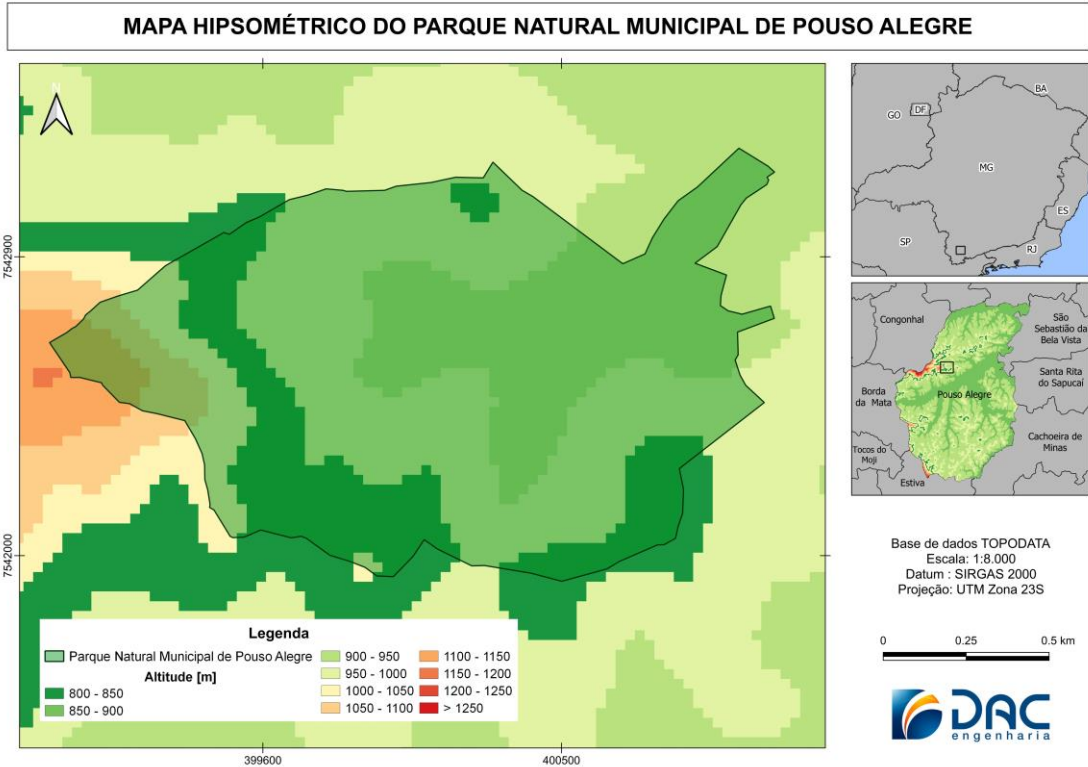 MAPA HIPSOMÉTRICO DO PARQUE NATURAL MUNICIPAL DE POUSO ALEGRE
N
7542900
7542000
399600
400500
Legenda
Parque Natural Municipal de Pouso Alegre
Altitude [m]
800 - 850
850 - 900
900 - 950
950 - 1000
1000 - 1050
1050 - 1100
1100 - 1150
1150 - 1200
1200 - 1250
> 1250
BA
GO
DF
MG
ES
SP
RJ
Congonhal
São
Sebastião da
Bela Vista
Santa Rita
do Sapucaí
Borda
da Mata
Pouso Alegre
Cachoeira de
Minas
Tocos do
Moji
Estiva
Base de dados TOPODATA
Escala: 1:8.000
Datum : SIRGAS 2000
Projeção: UTM Zona 23S
0 0.25 0.5 km
DAC
engenharia